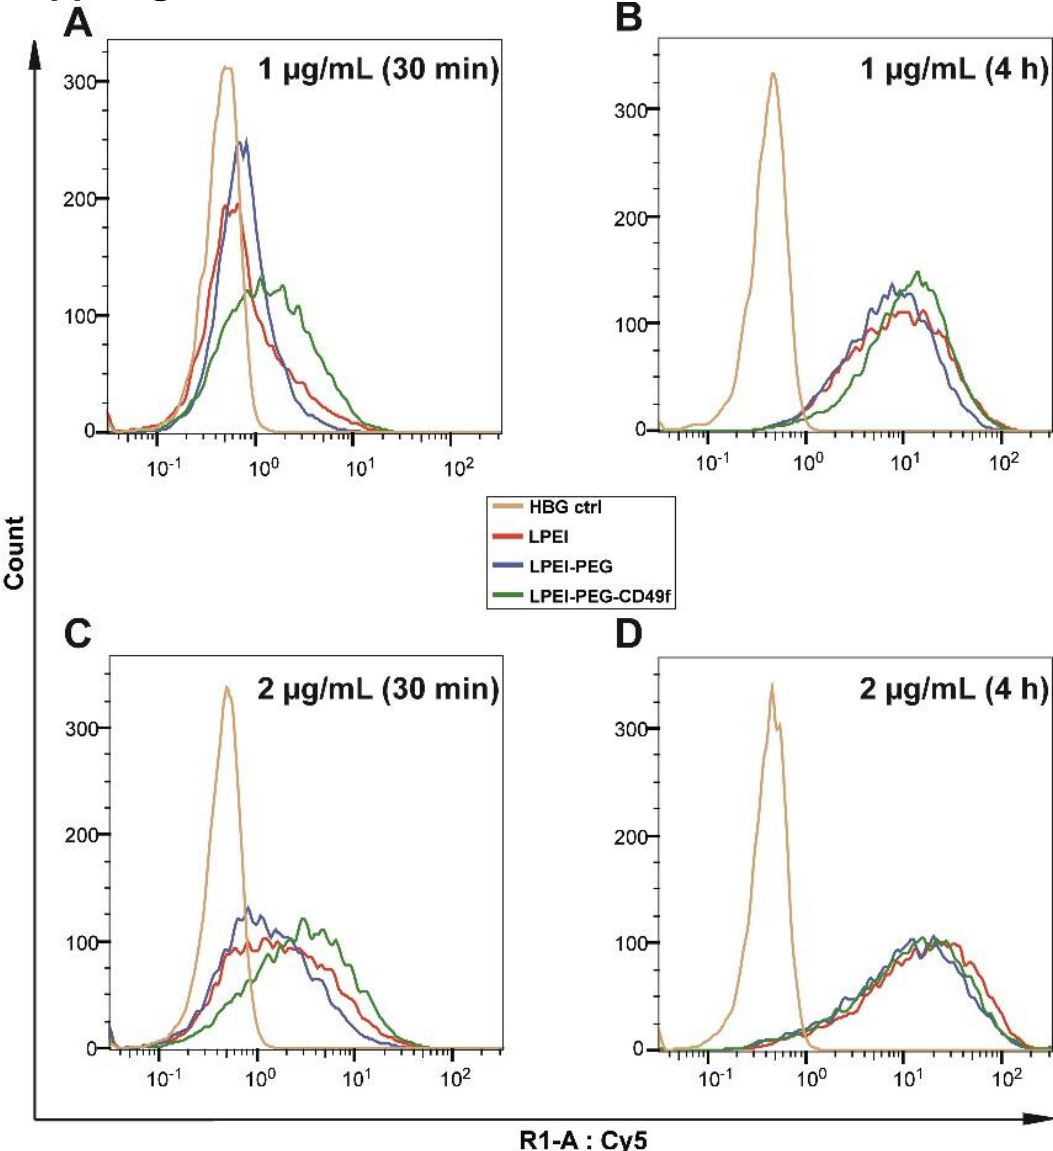 A
B
1 µg/mL (30 min)
1 µg/mL (4 h)
300
200
100
0
10-1
100
101
102
300
200
100
0
10-1
100
101
102
HBG ctrl
LPEI
LPEI-PEG
LPEI-PEG-CD49f
Count
C
D
2 µg/mL (30 min)
2 µg/mL (4 h)
300
200
100
0
10-1
100
101
102
300
200
100
0
10-1
100
101
102
R1-A : Cy5